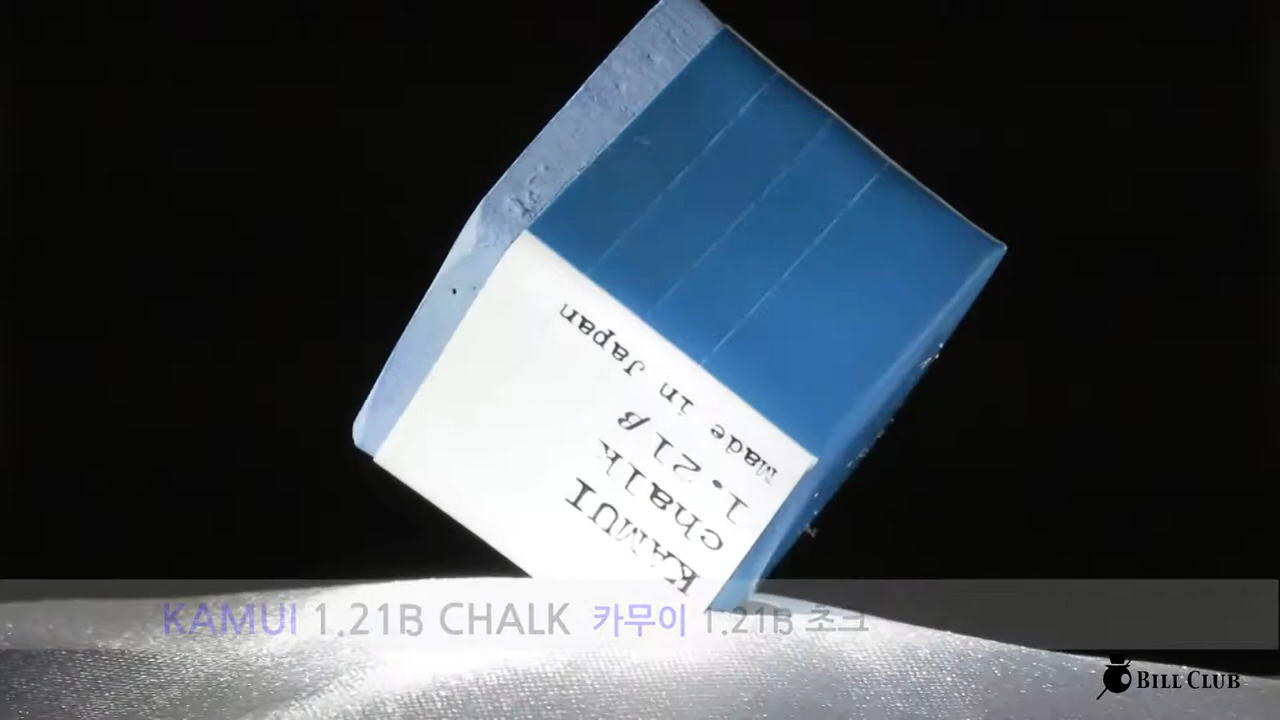 KAMUI
chalk
1.21β
Made in Japan
KAMUI 1.21B CHALK 카무이 1.21B 초크
BILL CLUB